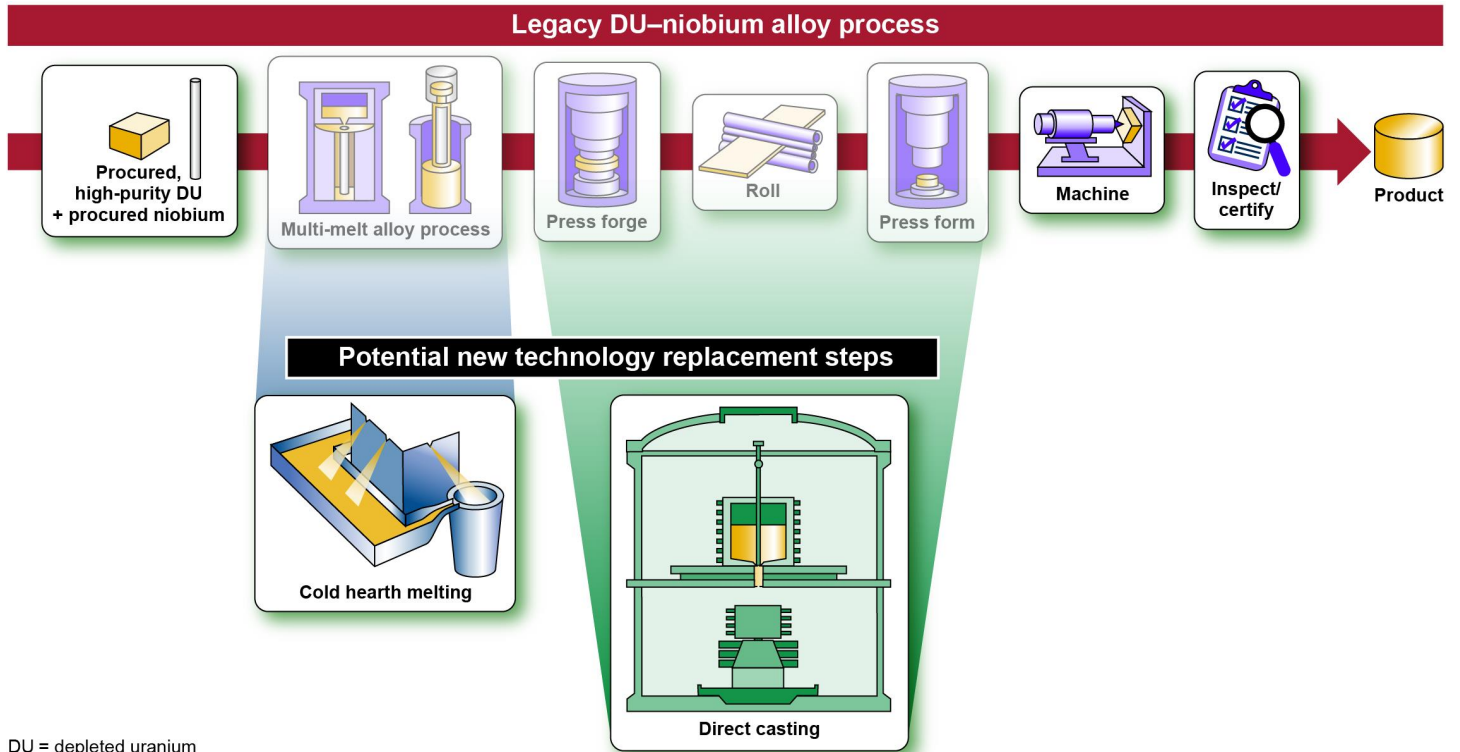 Legacy DU–niobium alloy process
Procured,
high-purity DU
+ procured niobium
Multi-melt alloy process
Press forge
Roll
Press form
Machine
Inspect/
certify
Product
Potential new technology replacement steps
Cold hearth melting
Direct casting
DU = depleted uranium